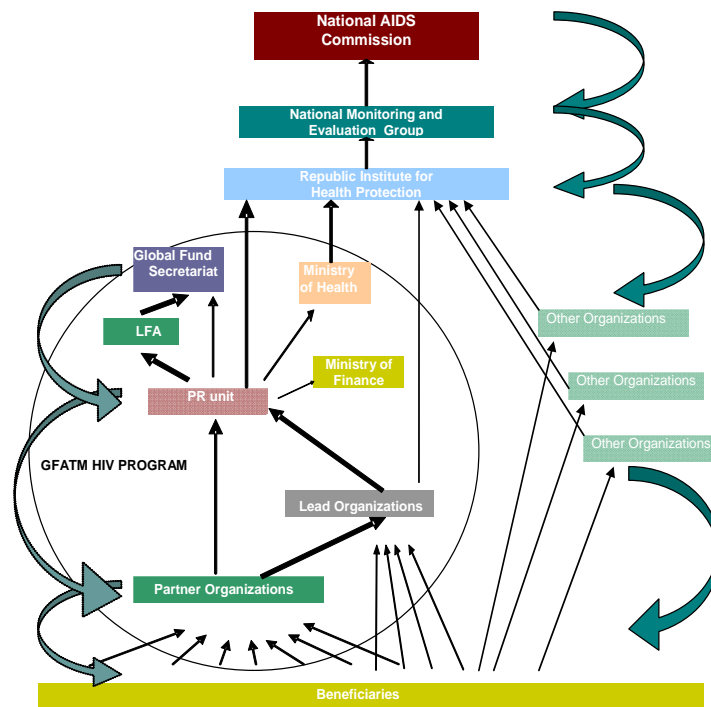 National AIDS
Commission
National Monitoring and
Evaluation Group
Republic Institute for
Health Protection
Global Fund
Secretariat
Ministry
of Health
LFA
Other Organizations
Ministry of
Finance
PR unit
Other Organizations
Other Organizations
GFATM HIV PROGRAM
Lead Organizations
Partner Organizations
Beneficiaries